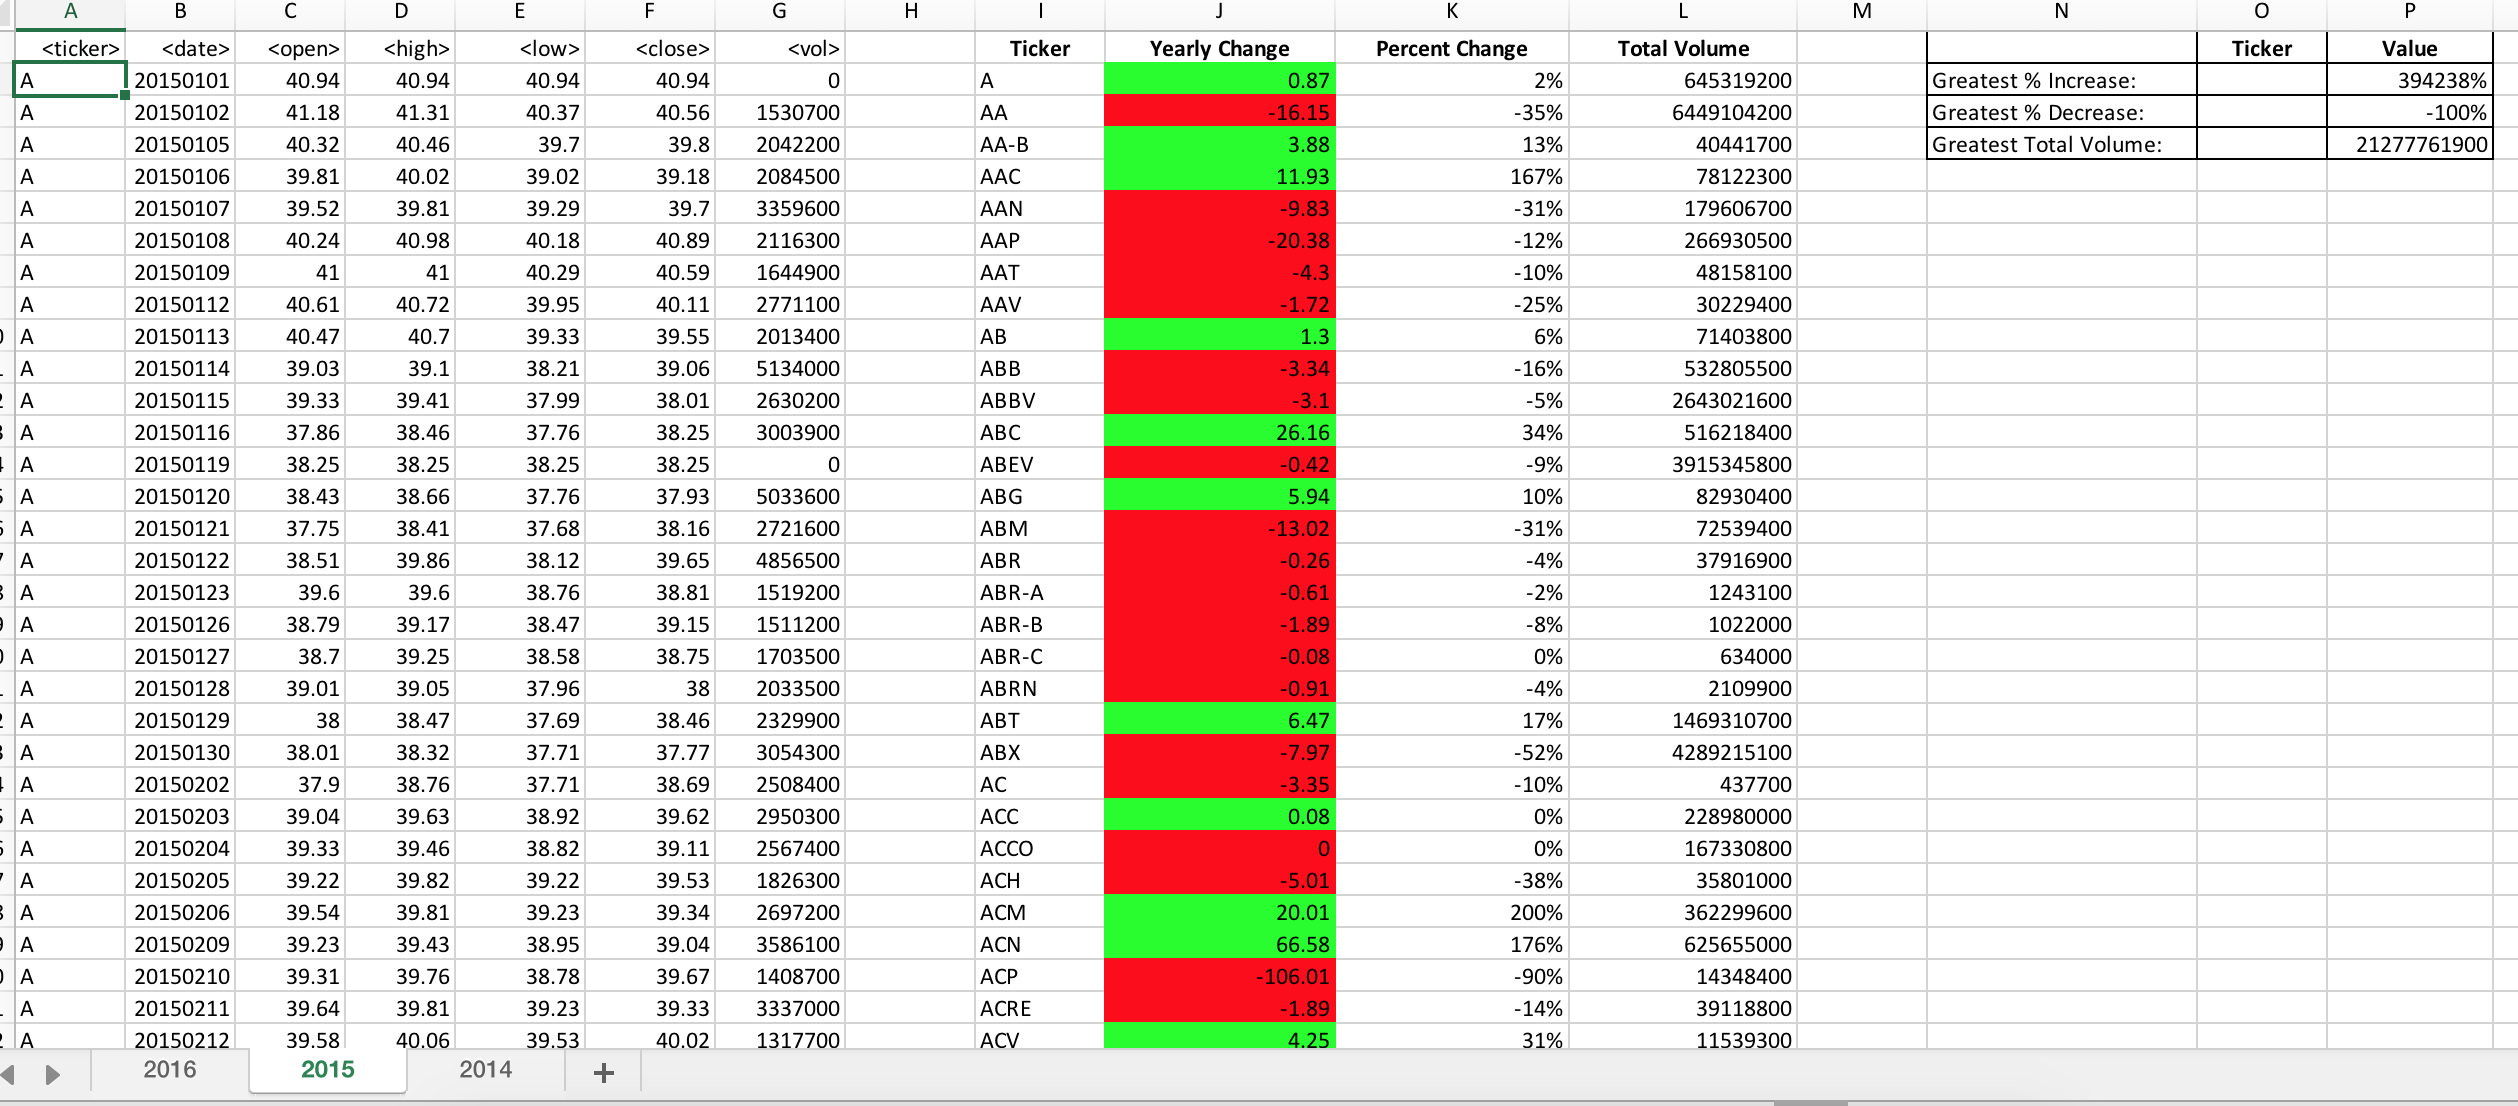 A B C D E F G H I J K L M N O P
<ticker> <date> <open> <high> <low> <close> <vol> Ticker Yearly Change Percent Change Total Volume Ticker Value
A 20150101 40.94 40.94 40.94 40.94 0 A 0.87 2% 645319200 Greatest % Increase: 394238%
A 20150102 41.18 41.31 40.37 40.56 1530700 AA -16.15 -35% 6449104200 Greatest % Decrease: -100%
A 20150105 40.32 40.46 39.7 39.8 2042200 AA-B 3.88 13% 40441700 Greatest Total Volume: 21277761900
A 20150106 39.81 40.02 39.02 39.18 2084500 AAC 11.93 167% 78122300
A 20150107 39.52 39.81 39.29 39.7 3359600 AAN -9.83 -31% 179606700
A 20150108 40.24 40.98 40.18 40.89 2116300 AAP -20.38 -12% 266930500
A 20150109 41 41 40.29 40.59 1644900 AAT -4.3 -10% 48158100
A 20150112 40.61 40.72 39.95 40.11 2771100 AAV -1.72 -25% 30229400
A 20150113 40.47 40.7 39.33 39.55 2013400 AB 1.3 6% 71403800
A 20150114 39.03 39.1 38.21 39.06 5134000 ABB -3.34 -16% 532805500
A 20150115 39.33 39.41 37.99 38.01 2630200 ABBV -3.1 -5% 2643021600
A 20150116 37.86 38.46 37.76 38.25 3003900 ABC 26.16 34% 516218400
A 20150119 38.25 38.25 38.25 38.25 0 ABEV -0.42 -9% 3915345800
A 20150120 38.43 38.66 37.76 37.93 5033600 ABG 5.94 10% 82930400
A 20150121 37.75 38.41 37.68 38.16 2721600 ABM -13.02 -31% 72539400
A 20150122 38.51 39.86 38.12 39.65 4856500 ABR -0.26 -4% 37916900
A 20150123 39.6 39.6 38.76 38.81 1519200 ABR-A -0.61 -2% 1243100
A 20150126 38.79 39.17 38.47 39.15 1511200 ABR-B -1.89 -8% 1022000
A 20150127 38.7 39.25 38.58 38.75 1703500 ABR-C -0.08 0% 634000
A 20150128 39.01 39.05 37.96 38 2033500 ABRN -0.91 -4% 2109900
A 20150129 38 38.47 37.69 38.46 2329900 ABT 6.47 17% 1469310700
A 20150130 38.01 38.32 37.71 37.77 3054300 ABX -7.97 -52% 4289215100
A 20150202 37.9 38.76 37.71 38.69 2508400 AC -3.35 -10% 437700
A 20150203 39.04 39.63 38.92 39.62 2950300 ACC 0.08 0% 228980000
A 20150204 39.33 39.46 38.82 39.11 2567400 ACCO 0 0% 167330800
A 20150205 39.22 39.82 39.22 39.53 1826300 ACH -5.01 -38% 35801000
A 20150206 39.54 39.81 39.23 39.34 2697200 ACM 20.01 200% 362299600
A 20150209 39.23 39.43 38.95 39.04 3586100 ACN 66.58 176% 625655000
A 20150210 39.31 39.76 38.78 39.67 1408700 ACP -106.01 -90% 14348400
A 20150211 39.64 39.81 39.23 39.33 3337000 ACRE -1.89 -14% 39118800
A 20150212 39.58 40.06 39.53 40.02 1317700 ACV 4.25 31% 11539300
2016 2015 2014 +